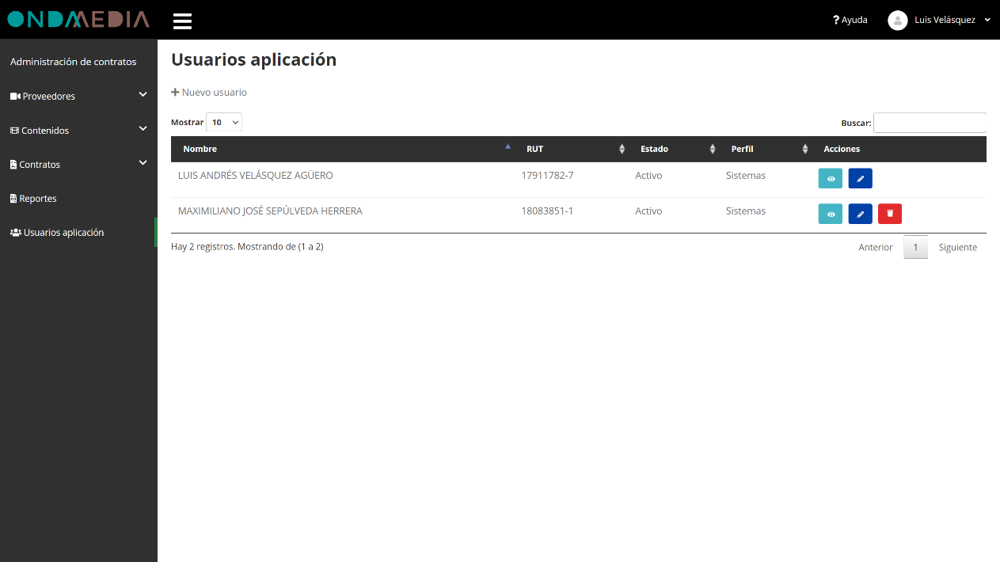 ONDAMEDIA
Ayuda
Luis Velásquez
Administración de contratos
Proveedores
Contenidos
Contratos
Reportes
Usuarios aplicación
Usuarios aplicación
Nuevo usuario
Mostrar 10
Buscar:
Nombre RUT Estado Perfil Acciones
LUIS ANDRÉS VELÁSQUEZ AGÜERO 17911782-7 Activo Sistemas
MAXIMILIANO JOSÉ SEPÚLVEDA HERRERA 18083851-1 Activo Sistemas
Hay 2 registros. Mostrando de (1 a 2)
Anterior 1 Siguiente